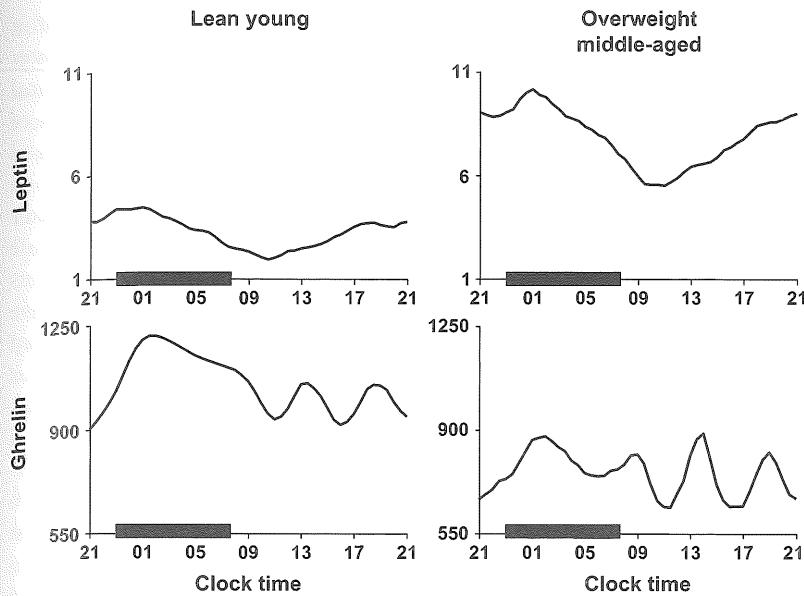 Lean young
Overweight
middle-aged
Leptin
11
6
1
21 01 05 09 13 17 21
11
6
1
21 01 05 09 13 17 21
Ghrelin
1250
900
550
21 01 05 09 13 17 21
Clock time
1250
900
550
21 01 05 09 13 17 21
Clock time